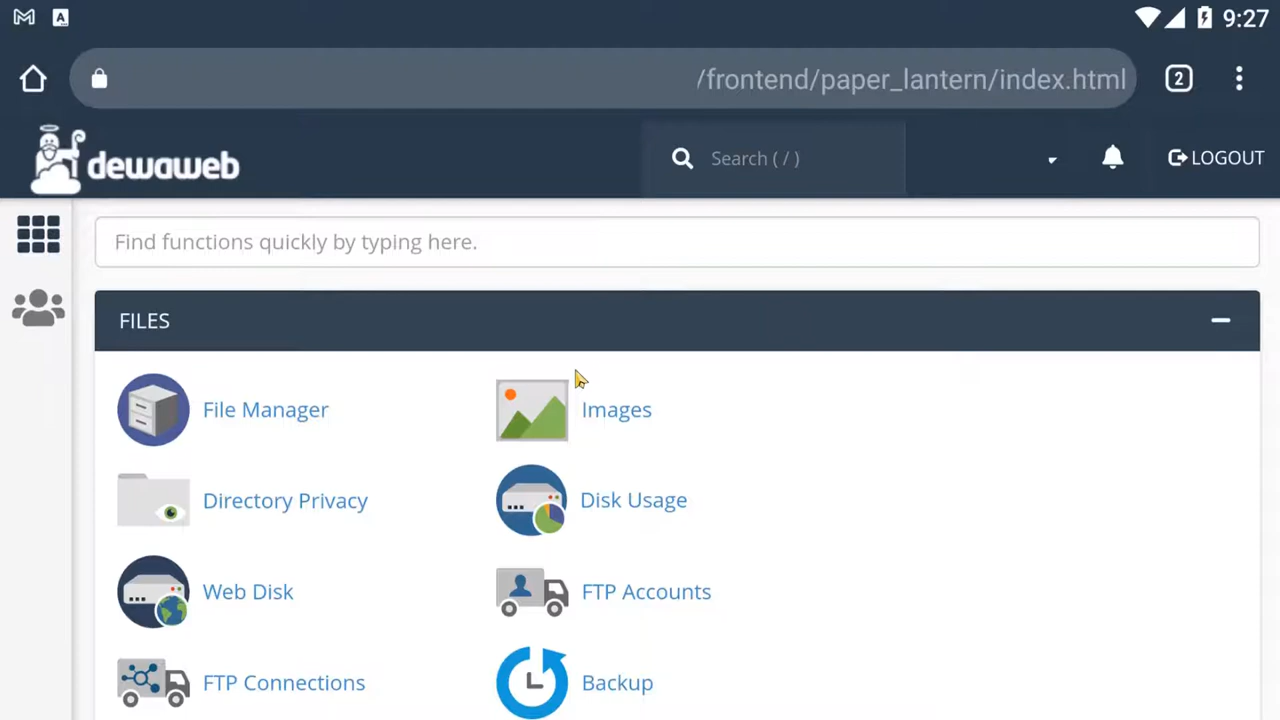 A 9:27
/frontend/paper_lantern/index.html 2
dewaweb Search ( / ) LOGOUT
Find functions quickly by typing here.
FILES
File Manager Images
Directory Privacy Disk Usage
Web Disk FTP Accounts
FTP Connections Backup